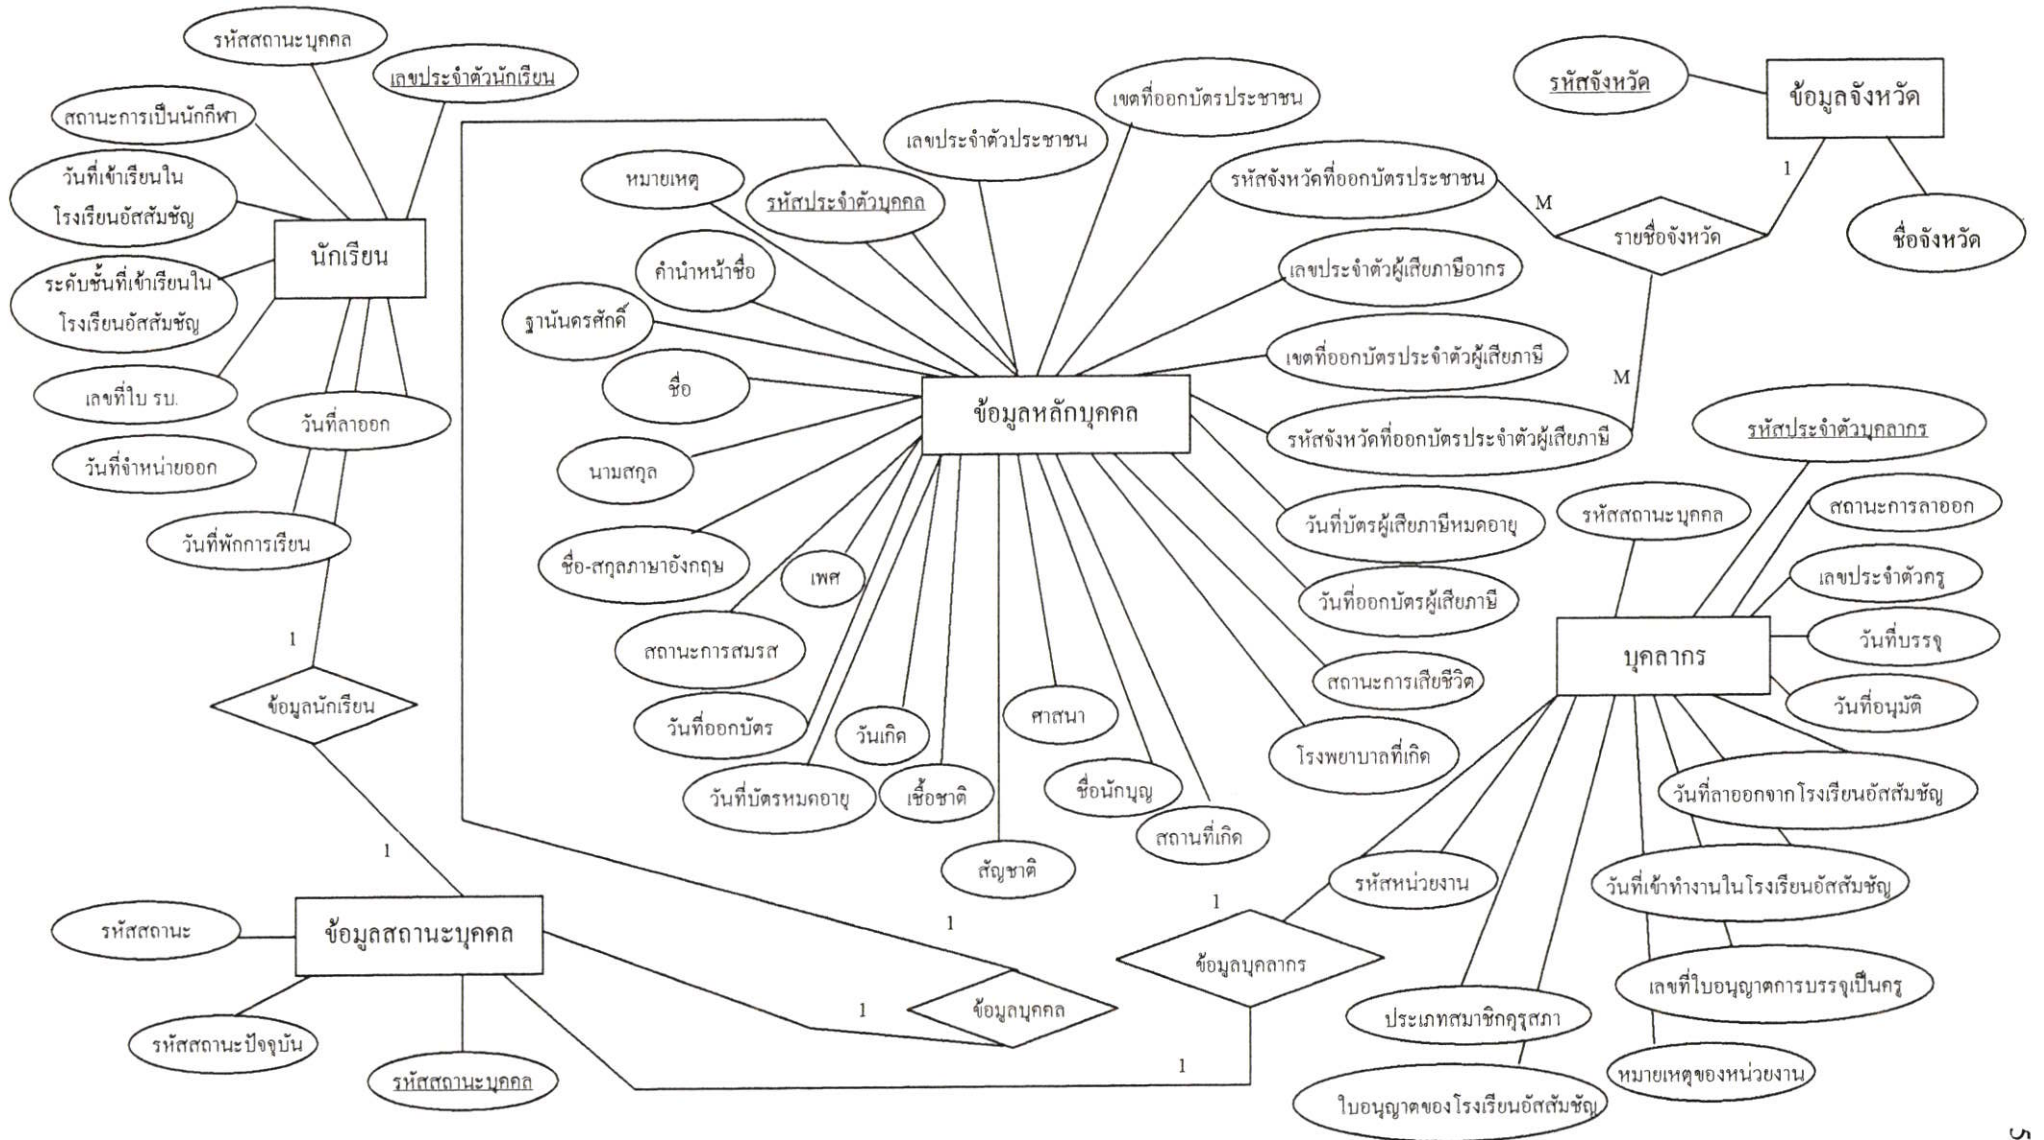 รหัสสถานะบุคคล
เลขประจำตัวนักเรียน
สถานะการเป็นนักกีฬา
วันที่เข้าเรียนใน
โรงเรียนอัสสัมชัญ
นักเรียน
ระดับชั้นที่เข้าเรียนใน
โรงเรียนอัสสัมชัญ
เลขที่ใบ รบ.
วันที่ลาออก
วันที่จำหน่ายออก
วันที่พักการเรียน
1
ข้อมูลนักเรียน
1
รหัสสถานะ
ข้อมูลสถานะบุคคล
รหัสสถานะปัจจุบัน
รหัสสถานะบุคคล
เขตที่ออกบัตรประชาชน
เลขประจำตัวประชาชน
หมายเหตุ
รหัสประจำตัวบุคคล
รหัสจังหวัดที่ออกบัตรประชาชน
คำนำหน้าชื่อ
เลขประจำตัวผู้เสียภาษีอากร
ฐานันดรศักดิ์
เขตที่ออกบัตรประจำตัวผู้เสียภาษี
ชื่อ
ข้อมูลหลักบุคคล
รหัสจังหวัดที่ออกบัตรประจำตัวผู้เสียภาษี
นามสกุล
วันที่บัตรผู้เสียภาษีหมดอายุ
ชื่อ-สกุลภาษาอังกฤษ
เพศ
วันที่ออกบัตรผู้เสียภาษี
สถานะการสมรส
สถานะการเสียชีวิต
วันที่ออกบัตร
วันเกิด
ศาสนา
โรงพยาบาลที่เกิด
วันที่บัตรหมดอายุ
เชื้อชาติ
ชื่อนักบุญ
สถานที่เกิด
สัญชาติ
1
ข้อมูลบุคคล
1
รหัสจังหวัด
ข้อมูลจังหวัด
1
M
รายชื่อจังหวัด
ชื่อจังหวัด
M
รหัสประจำตัวบุคลากร
รหัสสถานะบุคคล
สถานะการลาออก
เลขประจำตัวครู
วันที่บรรจุ
บุคลากร
วันที่อนุมัติ
วันที่ลาออกจากโรงเรียนอัสสัมชัญ
รหัสหน่วยงาน
วันที่เข้าทำงานในโรงเรียนอัสสัมชัญ
1
ข้อมูลบุคลากร
เลขที่ใบอนุญาตการบรรจุเป็นครู
ประเภทสมาชิกคุรุสภา
1
หมายเหตุของหน่วยงาน
ใบอนุญาตของโรงเรียนอัสสัมชัญ